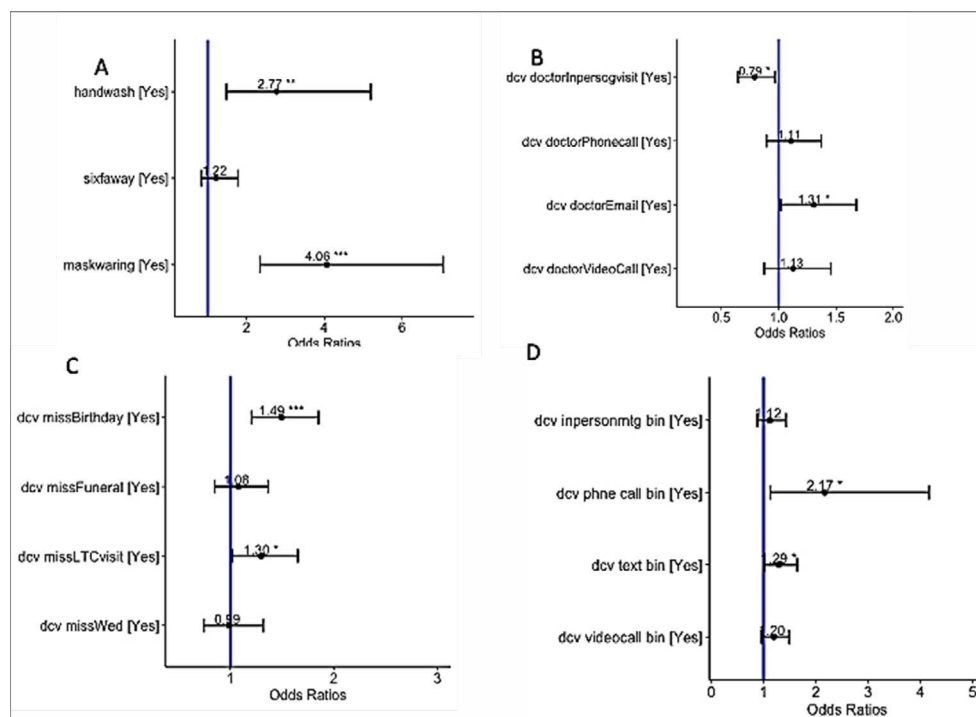 A
handwash [Yes]
2.77 **
sixfaway [Yes]
1.22
maskwaring [Yes]
4.06 ***
2 4 6
Odds Ratios
B
dcv doctorInperscgvisit [Yes]
0.79 *
dcv doctorPhonecall [Yes]
1.11
dcv doctorEmail [Yes]
1.31 *
dcv doctorVideoCall [Yes]
1.13
0.5 1.0 1.5 2.0
Odds Ratios
C
dcv missBirthday [Yes]
1.49 ***
dcv missFuneral [Yes]
1.08
dcv missLTCvisit [Yes]
1.30 *
dcv missWed [Yes]
0.99
1 2 3
Odds Ratios
D
dcv inpersonmtg bin [Yes]
1.12
dcv phne call bin [Yes]
2.17 *
dcv text bin [Yes]
1.29 *
dcv videocall bin [Yes]
1.20
0 1 2 3 4 5
Odds Ratios